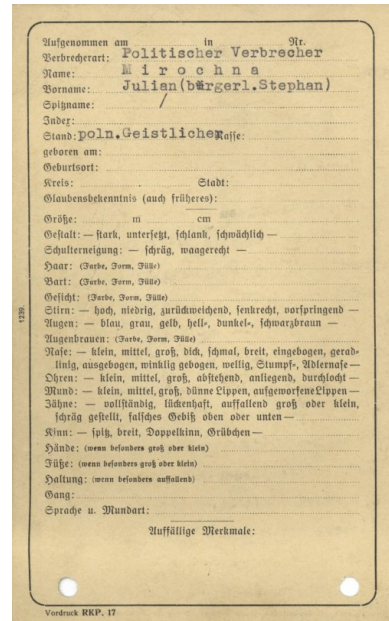 Aufgenommen am in Nr.
Verbrecherart: Politischer Verbrecher
Name: Mirochna
Vorname: Julian(bürgerl.Stephan)
Spitzname: /
Index:
Stand: poln.Geistlicher Rasse:
geboren am:
Geburtsort:
Kreis: Stadt:
Glaubensbekenntnis (auch früheres):
Größe: m cm
Gestalt: — stark, untersetzt, schlank, schwächlich —
Schulterneigung: — schräg, waagerecht —
Haar: (Farbe, Form, Fülle)
Bart: (Farbe, Form, Fülle)
Gesicht: (Farbe, Form, Fülle)
Stirn: — hoch, niedrig, zurückweichend, senkrecht, vorspringend —
Augen: — blau, grau, gelb, hell-, dunkel-, schwarzbraun —
Augenbrauen: (Farbe, Form, Fülle)
Nase: — klein, mittel, groß, dick, schmal, breit, eingebogen, gerad-
linig, ausgebogen, winklig gebogen, wellig, Stumpf-, Adlernase —
Ohren: — klein, mittel, groß, abstehend, anliegend, durchlocht —
Mund: — klein, mittel, groß, dünne Lippen, aufgeworfene Lippen —
Zähne: — vollständig, lückenhaft, auffallend groß oder klein,
schräg gestellt, falsches Gebiß oben oder unten —
Kinn: — spitz, breit, Doppelkinn, Grübchen —
Hände: (wenn besonders groß oder klein)
Füße: (wenn besonders groß oder klein)
Haltung: (wenn besonders auffallend)
Gang:
Sprache u. Mundart:
Auffällige Merkmale:
Vordruck RKP. 17
1239.